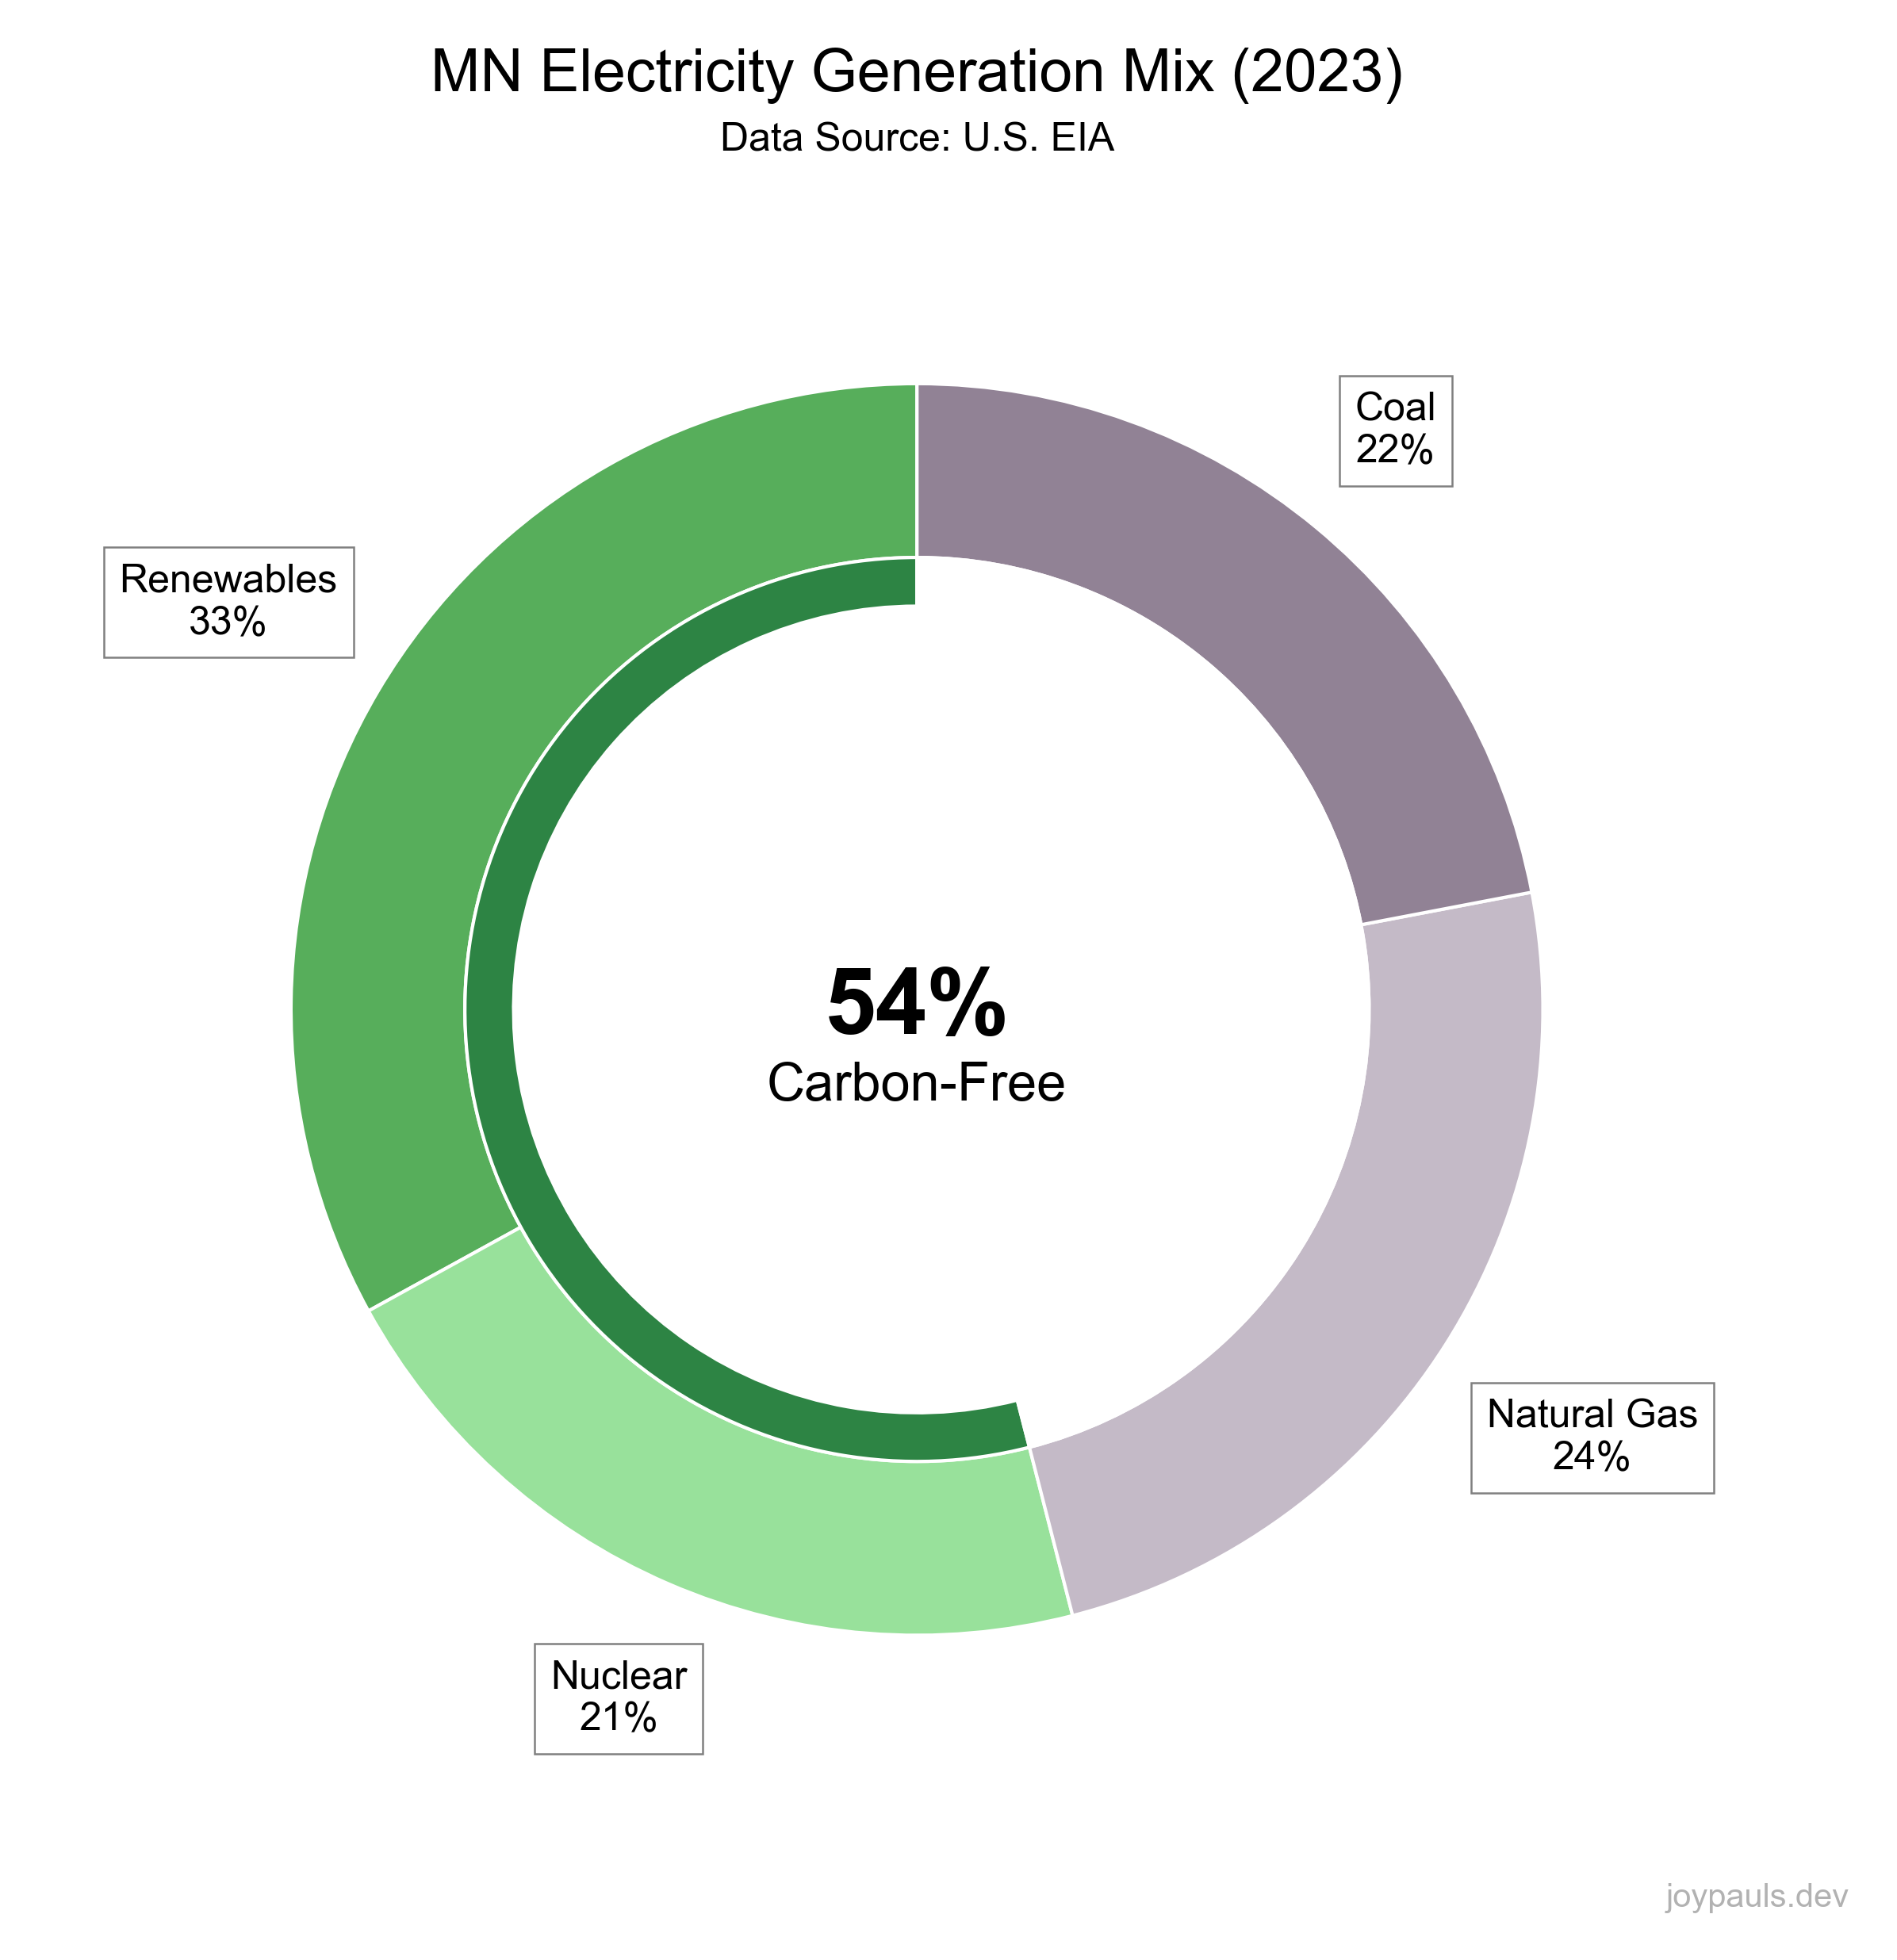 MN Electricity Generation Mix (2023)
Data Source: U.S. EIA
Coal
22%
Renewables
33%
54%
Carbon-Free
Natural Gas
24%
Nuclear
21%
joypauls.dev